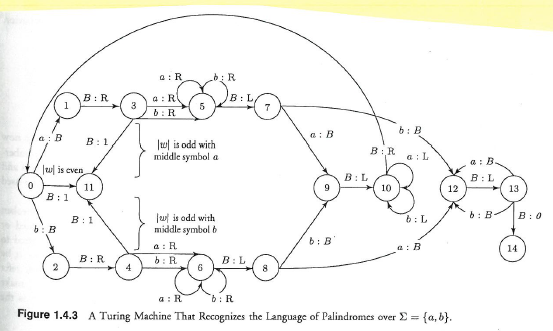 a : R
b : R
B : R
a : R
b : R
B : L
1
3
5
7
a : B
B : 1
|w| is odd with
middle symbol a
a : B
b : B
|w| is even
B : R
a : L
a : B
0
11
9
B : L
10
12
B : L
13
B : 1
b : B
B : 1
|w| is odd with
middle symbol b
b : L
b : B
B : 0
a : R
b : B
a : B
14
B : R
b : R
B : L
2
4
6
8
a : R
b : R
Figure 1.4.3 A Turing Machine That Recognizes the Language of Palindromes over Σ = {a, b}.